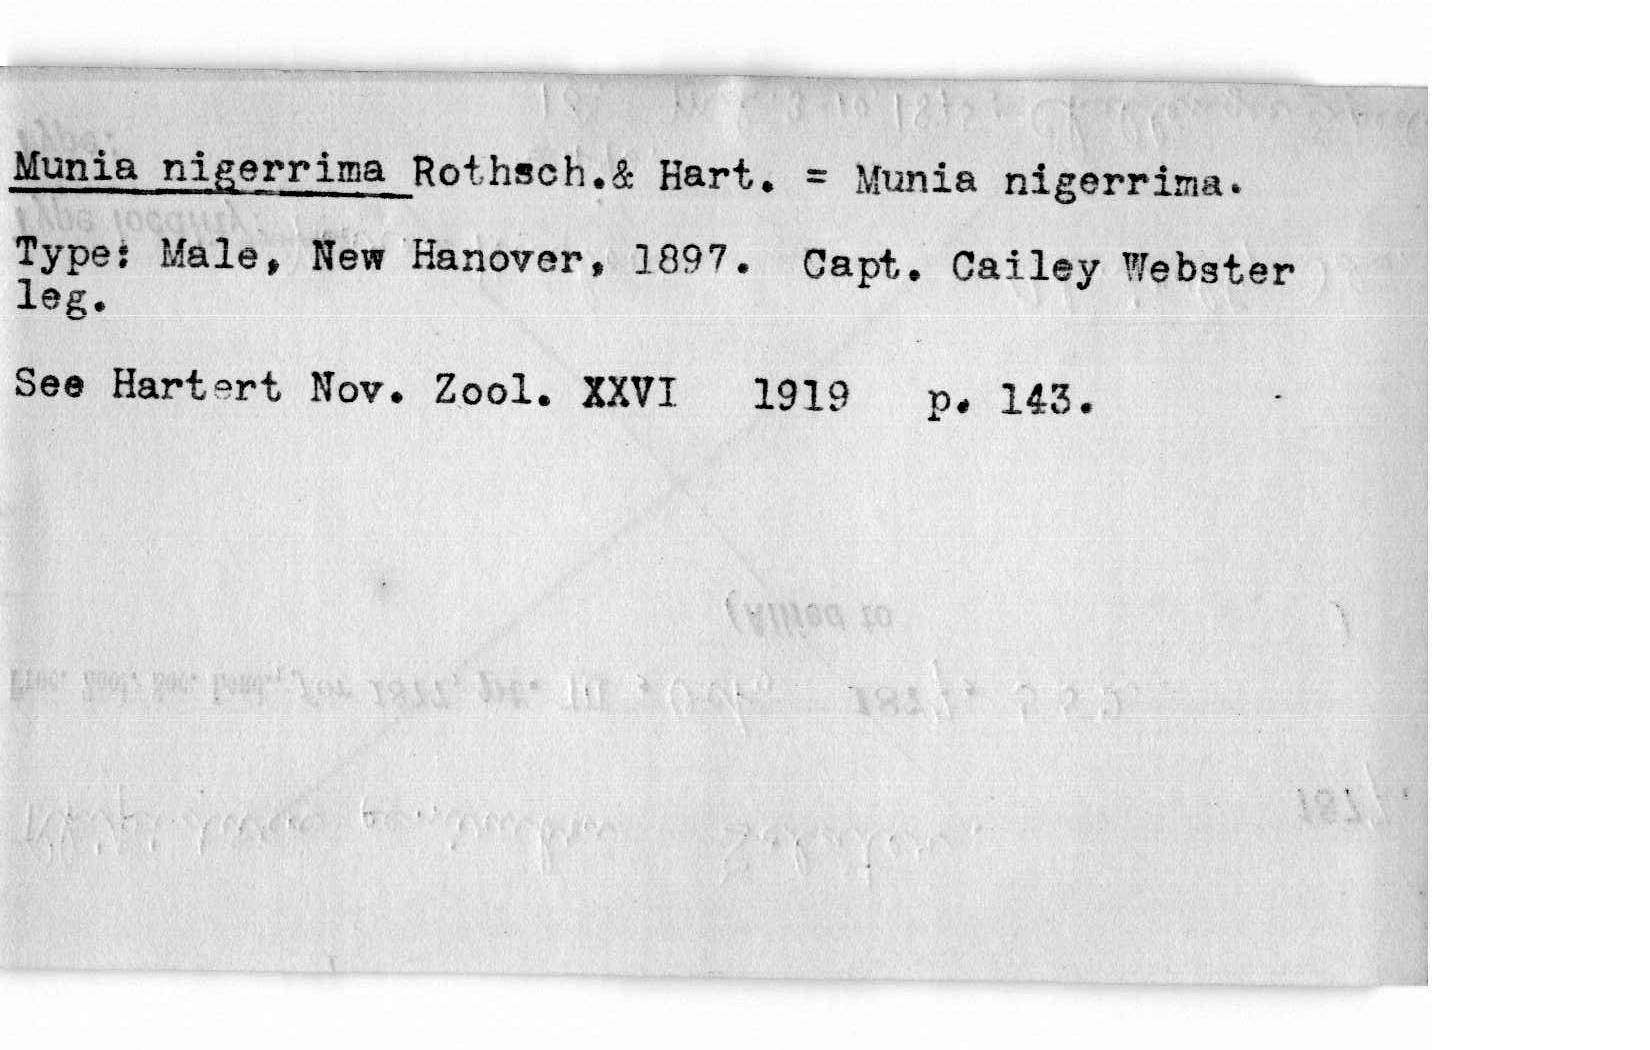 Munia nigerrima Rothsch.& Hart. = Munia nigerrima.
Type: Male, New Hanover, 1897. Capt. Cailey Webster
leg.
See Hartert Nov. Zool. XXVI 1919 p. 143.